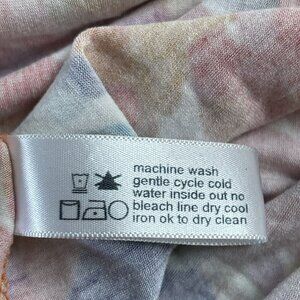 machine wash
gentle cycle cold
water inside out no
bleach line dry cool
iron ok to dry clean